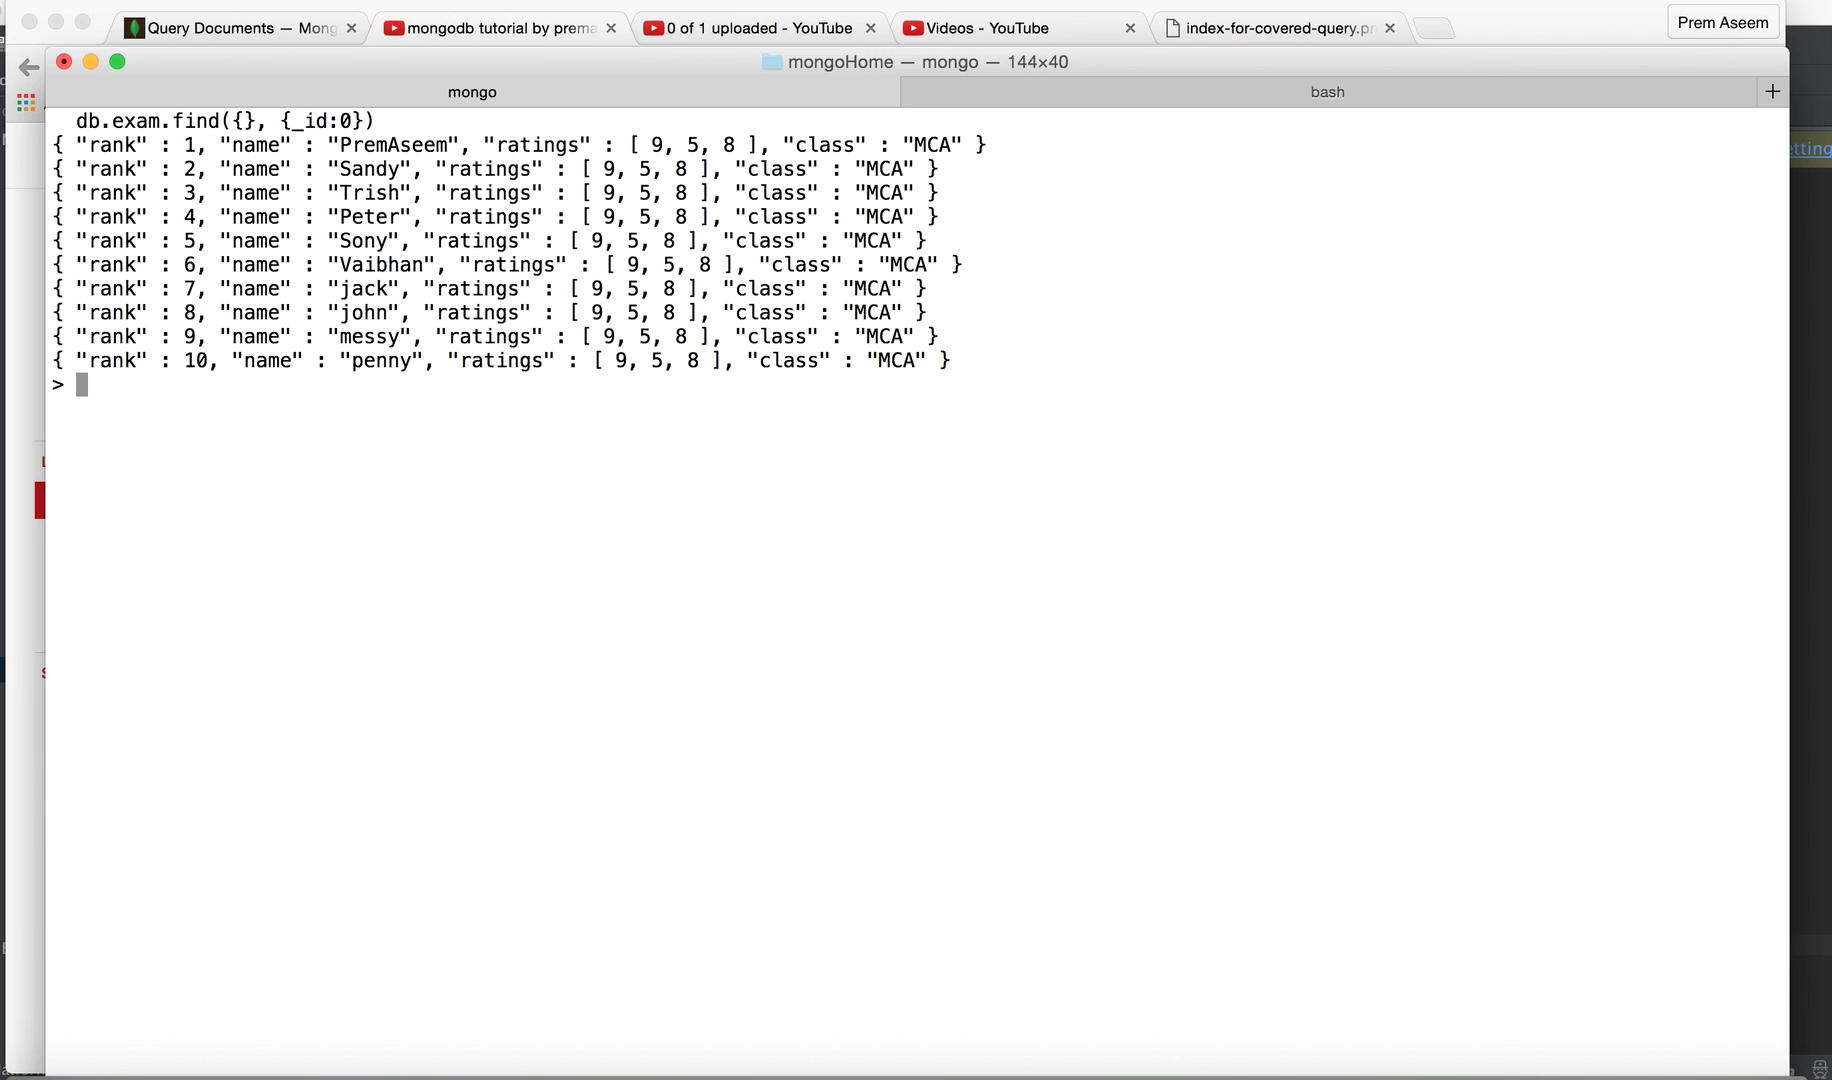 Query Documents — Mong
mongodb tutorial by prema
0 of 1 uploaded - YouTube
Videos - YouTube
index-for-covered-query.pn
Prem Aseem
mongoHome — mongo — 144×40
mongo
bash
db.exam.find({}, {_id:0})
{ "rank" : 1, "name" : "PremAseem", "ratings" : [ 9, 5, 8 ], "class" : "MCA" }
{ "rank" : 2, "name" : "Sandy", "ratings" : [ 9, 5, 8 ], "class" : "MCA" }
{ "rank" : 3, "name" : "Trish", "ratings" : [ 9, 5, 8 ], "class" : "MCA" }
{ "rank" : 4, "name" : "Peter", "ratings" : [ 9, 5, 8 ], "class" : "MCA" }
{ "rank" : 5, "name" : "Sony", "ratings" : [ 9, 5, 8 ], "class" : "MCA" }
{ "rank" : 6, "name" : "Vaibhan", "ratings" : [ 9, 5, 8 ], "class" : "MCA" }
{ "rank" : 7, "name" : "jack", "ratings" : [ 9, 5, 8 ], "class" : "MCA" }
{ "rank" : 8, "name" : "john", "ratings" : [ 9, 5, 8 ], "class" : "MCA" }
{ "rank" : 9, "name" : "messy", "ratings" : [ 9, 5, 8 ], "class" : "MCA" }
{ "rank" : 10, "name" : "penny", "ratings" : [ 9, 5, 8 ], "class" : "MCA" }
>
etting